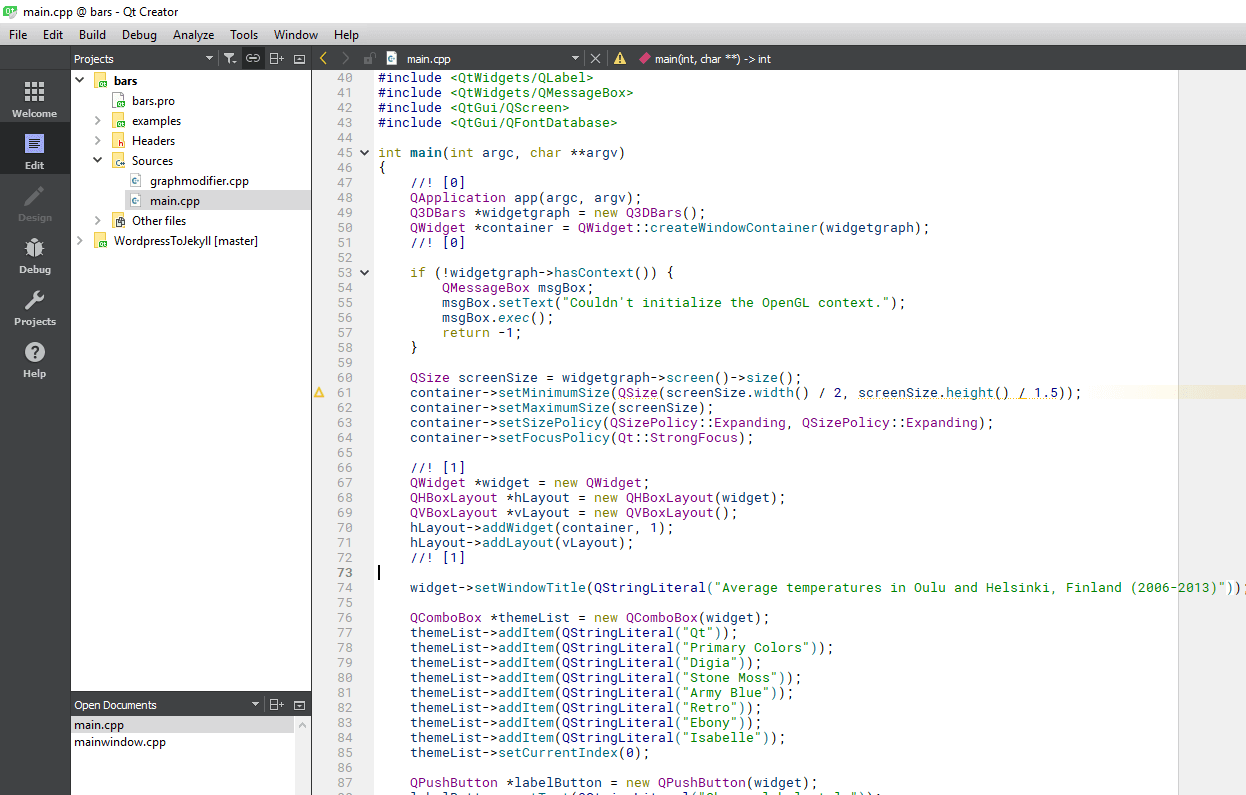 main.cpp @ bars - Qt Creator
File Edit Build Debug Analyze Tools Window Help
Projects
main.cpp
main(int, char **) -> int
Welcome
Edit
Design
Debug
Projects
Help
bars
bars.pro
examples
Headers
Sources
graphmodifier.cpp
main.cpp
Other files
WordpressToJekyll [master]
Open Documents
main.cpp
mainwindow.cpp
40 #include <QtWidgets/QLabel>
41 #include <QtWidgets/QMessageBox>
42 #include <QtGui/QScreen>
43 #include <QtGui/QFontDatabase>
44
45 int main(int argc, char **argv)
46 {
47     //! [0]
48     QApplication app(argc, argv);
49     Q3DBars *widgetgraph = new Q3DBars();
50     QWidget *container = QWidget::createWindowContainer(widgetgraph);
51     //! [0]
52
53     if (!widgetgraph->hasContext()) {
54         QMessageBox msgBox;
55         msgBox.setText("Couldn't initialize the OpenGL context.");
56         msgBox.exec();
57         return -1;
58     }
59
60     QSize screenSize = widgetgraph->screen()->size();
61     container->setMinimumSize(QSize(screenSize.width() / 2, screenSize.height() / 1.5));
62     container->setMaximumSize(screenSize);
63     container->setSizePolicy(QSizePolicy::Expanding, QSizePolicy::Expanding);
64     container->setFocusPolicy(Qt::StrongFocus);
65
66     //! [1]
67     QWidget *widget = new QWidget;
68     QHBoxLayout *hLayout = new QHBoxLayout(widget);
69     QVBoxLayout *vLayout = new QVBoxLayout();
70     hLayout->addWidget(container, 1);
71     hLayout->addLayout(vLayout);
72     //! [1]
73
74     widget->setWindowTitle(QStringLiteral("Average temperatures in Oulu and Helsinki, Finland (2006-2013)"));
75
76     QComboBox *themeList = new QComboBox(widget);
77     themeList->addItem(QStringLiteral("Qt"));
78     themeList->addItem(QStringLiteral("Primary Colors"));
79     themeList->addItem(QStringLiteral("Digia"));
80     themeList->addItem(QStringLiteral("Stone Moss"));
81     themeList->addItem(QStringLiteral("Army Blue"));
82     themeList->addItem(QStringLiteral("Retro"));
83     themeList->addItem(QStringLiteral("Ebony"));
84     themeList->addItem(QStringLiteral("Isabelle"));
85     themeList->setCurrentIndex(0);
86
87     QPushButton *labelButton = new QPushButton(widget);